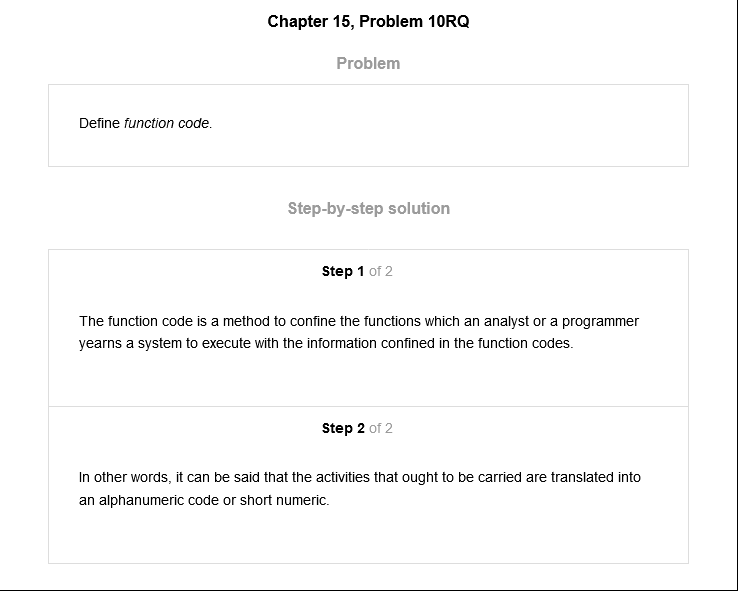 Chapter 15, Problem 10RQ
Problem
Define function code.
Step-by-step solution
Step 1 of 2
The function code is a method to confine the functions which an analyst or a programmer
yearns a system to execute with the information confined in the function codes.
Step 2 of 2
In other words, it can be said that the activities that ought to be carried are translated into
an alphanumeric code or short numeric.